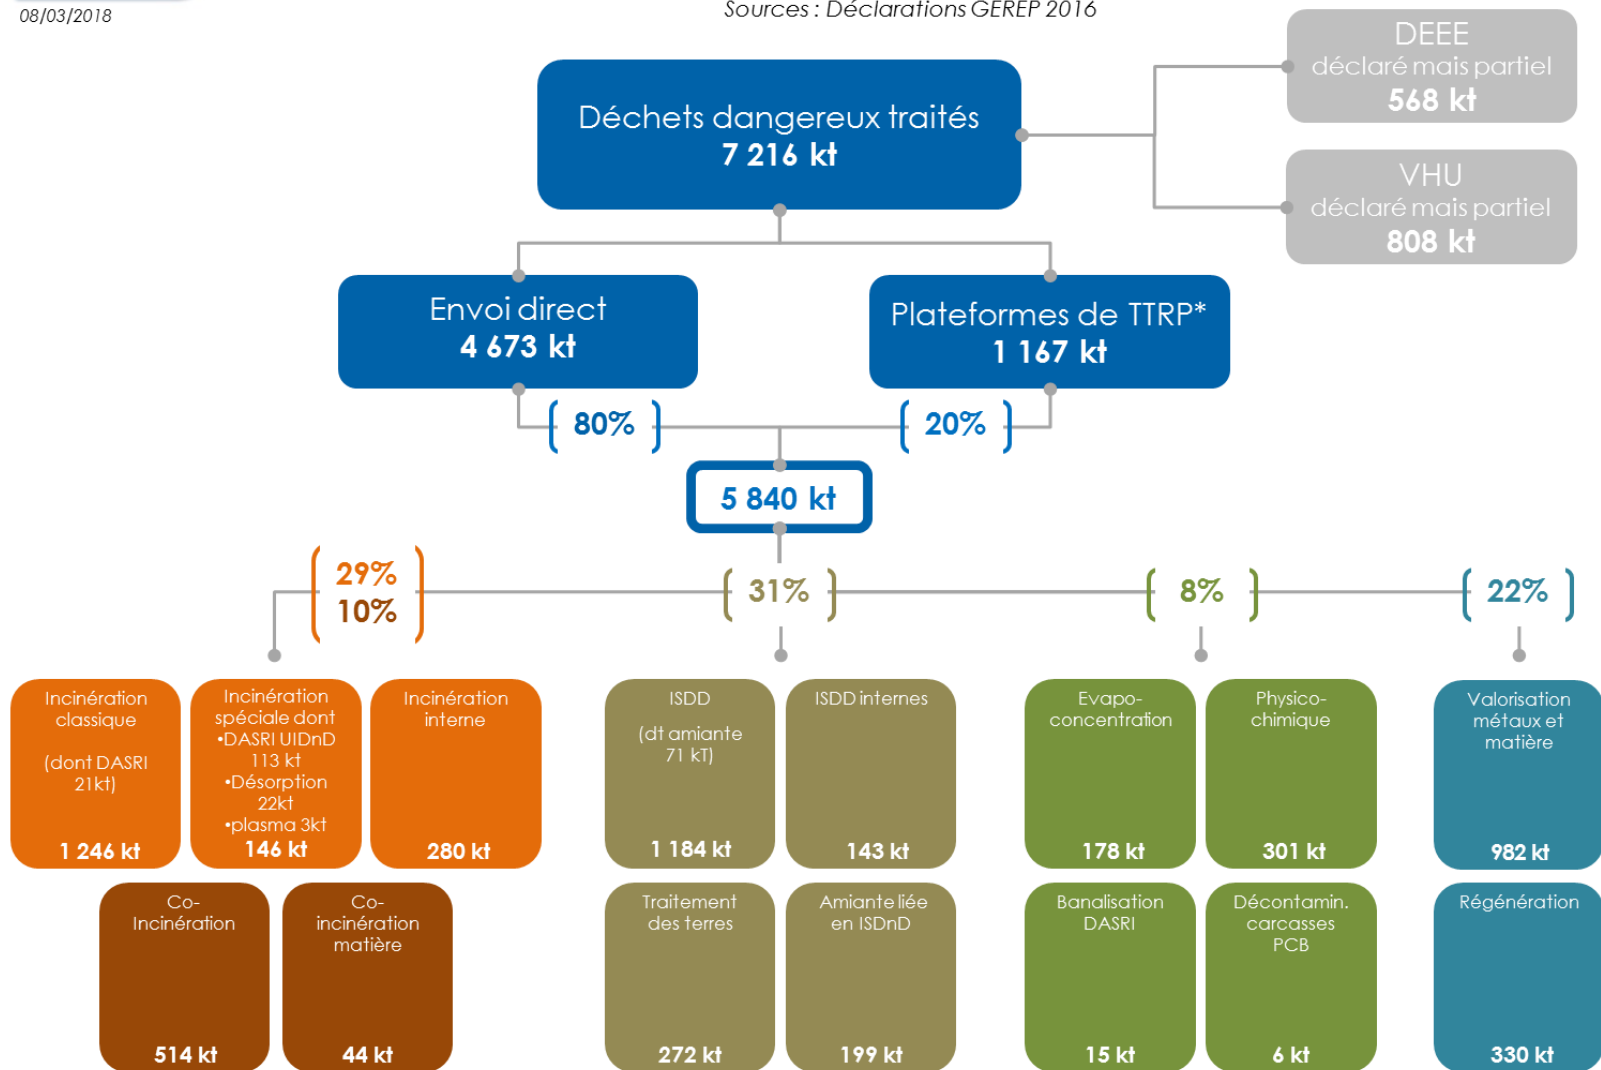 08/03/2018
Sources : Déclarations GEREP 2016
DEEE
déclaré mais partiel
568 kt
Déchets dangereux traités
7 216 kt
VHU
déclaré mais partiel
808 kt
Envoi direct
4 673 kt
Plateformes de TTRP*
1 167 kt
80%
20%
5 840 kt
29%
10%
31%
8%
22%
Incinération
classique
(dont DASRI
21kt)
1 246 kt
Incinération
spéciale dont
•DASRI UIDnD
113 kt
•Désorption
22kt
•plasma 3kt
146 kt
Incinération
interne
280 kt
ISDD
(dt amiante
71 kT)
1 184 kt
ISDD internes
143 kt
Evapo-
concentration
178 kt
Physico-
chimique
301 kt
Valorisation
métaux et
matière
982 kt
Co-
Incinération
514 kt
Co-
incinération
matière
44 kt
Traitement
des terres
272 kt
Amiante liée
en ISDnD
199 kt
Banalisation
DASRI
15 kt
Décontamin.
carcasses
PCB
6 kt
Régénération
330 kt